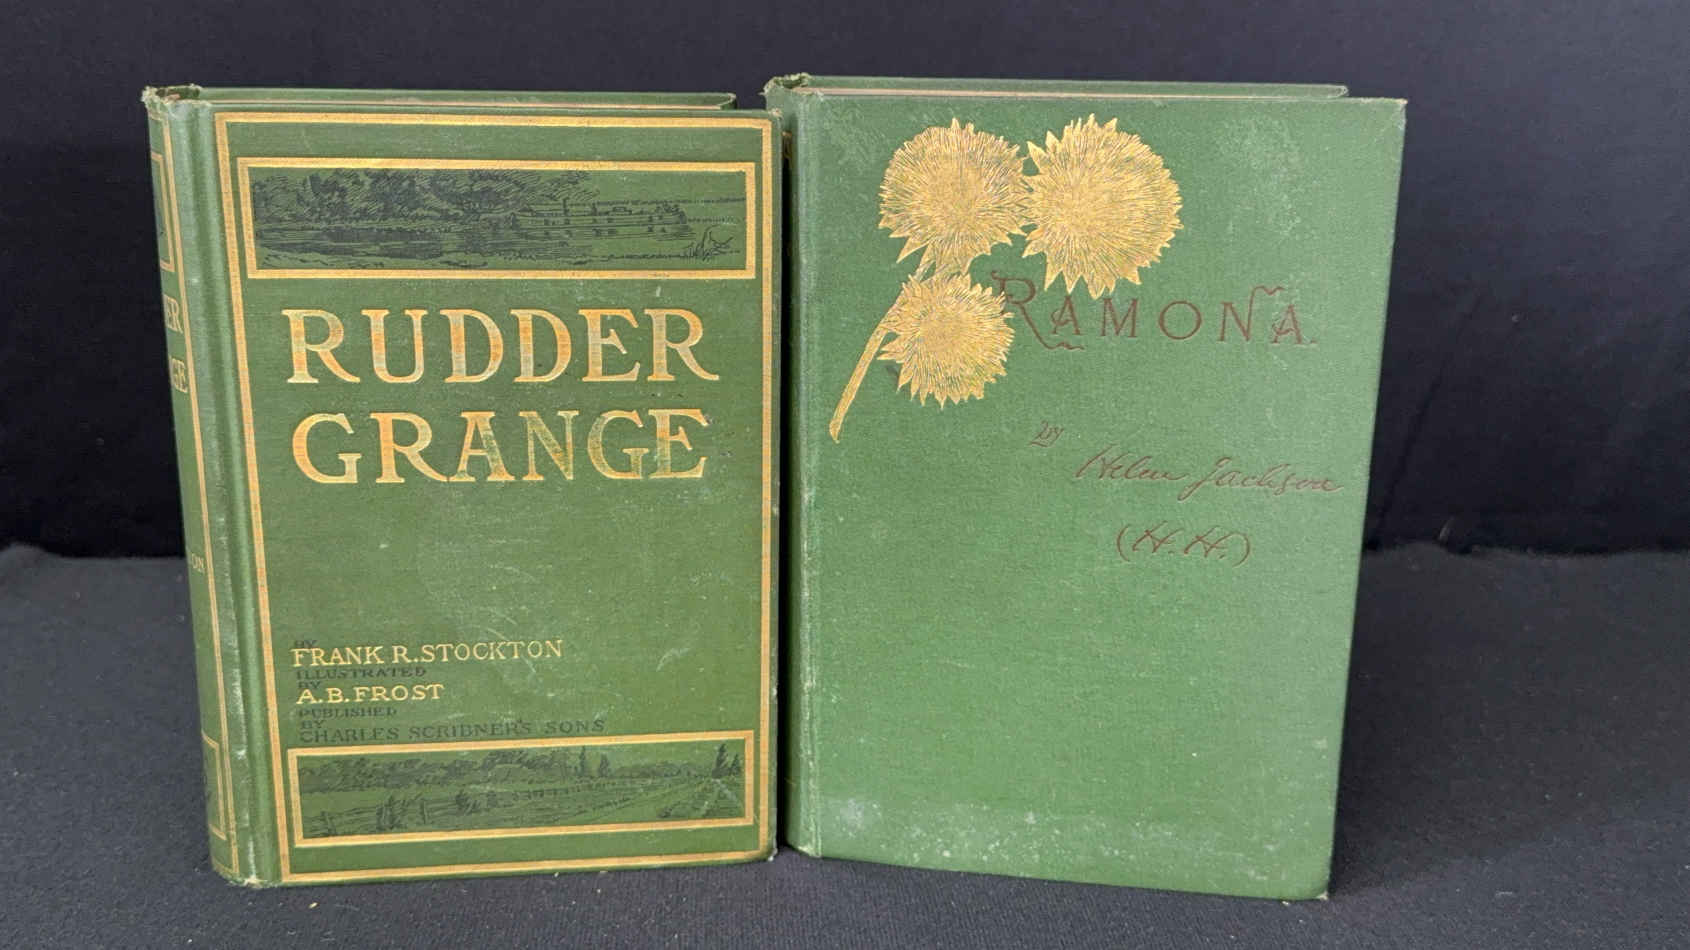 RUDDER
GRANGE
BY
FRANK R. STOCKTON
ILLUSTRATED
BY
A. B. FROST
PUBLISHED
BY
CHARLES SCRIBNER'S SONS
RAMONA.
by
Helen Jackson
(H. H.)